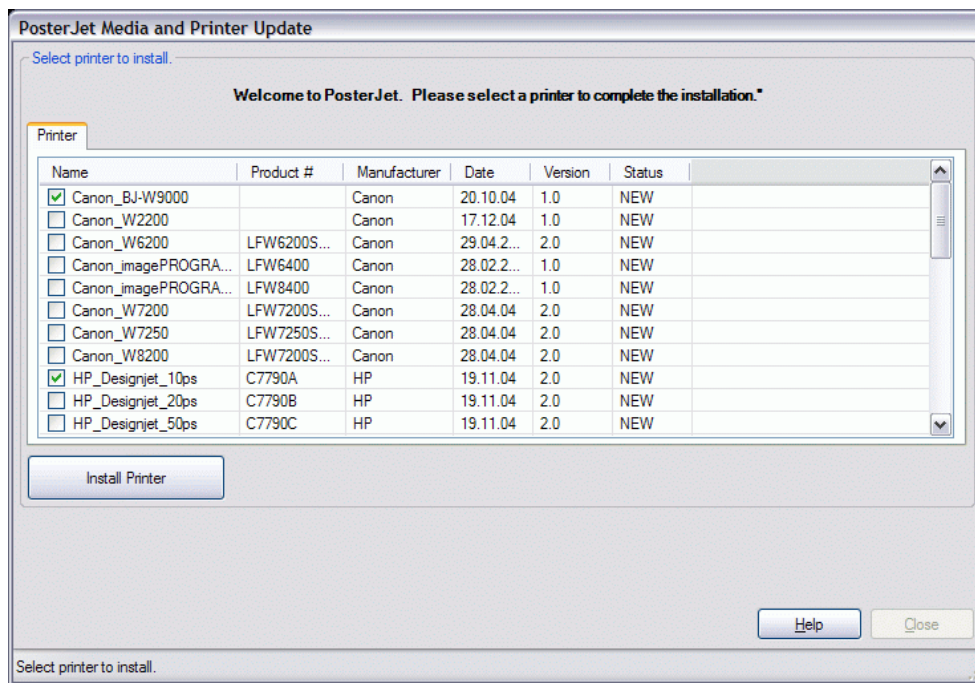 PosterJet Media and Printer Update
Select printer to install.
Welcome to PosterJet. Please select a printer to complete the installation."
Printer
Name Product # Manufacturer Date Version Status
Canon_BJ-W9000 Canon 20.10.04 1.0 NEW
Canon_W2200 Canon 17.12.04 1.0 NEW
Canon_W6200 LFW6200S... Canon 29.04.2... 2.0 NEW
Canon_imagePROGRA... LFW6400 Canon 28.02.2... 1.0 NEW
Canon_imagePROGRA... LFW8400 Canon 28.02.2... 1.0 NEW
Canon_W7200 LFW7200S... Canon 28.04.04 2.0 NEW
Canon_W7250 LFW7250S... Canon 28.04.04 2.0 NEW
Canon_W8200 LFW7200S... Canon 28.04.04 2.0 NEW
HP_Designjet_10ps C7790A HP 19.11.04 2.0 NEW
HP_Designjet_20ps C7790B HP 19.11.04 2.0 NEW
HP_Designjet_50ps C7790C HP 19.11.04 2.0 NEW
Install Printer
Help Close
Select printer to install.